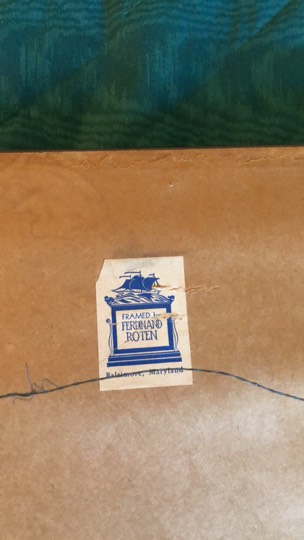 FRAMED by
FERDINAND
ROTEN
Baltimore, Maryland